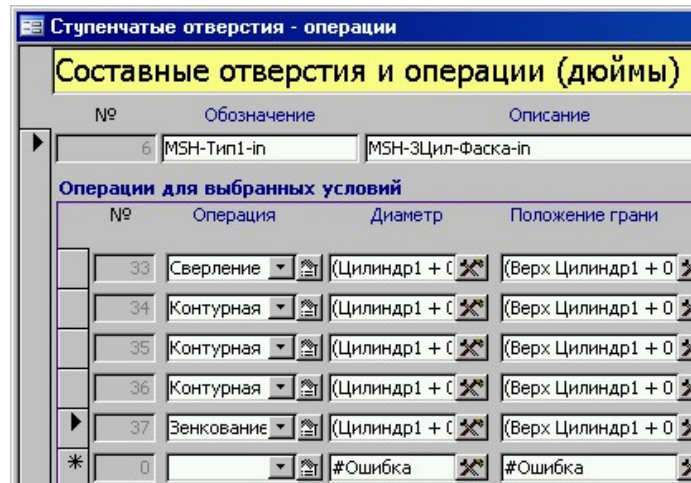 Ступенчатые отверстия - операции
Составные отверстия и операции (дюймы)
№ Обозначение Описание
6 MSH-Тип1-in MSH-3Цил-Фаска-in
Операции для выбранных условий
№ Операция Диаметр Положение грани
33 Сверление (Цилиндр1 + 0 (Верх Цилиндр1 + 0
34 Контурная (Цилиндр1 + 0 (Верх Цилиндр1 + 0
35 Контурная (Цилиндр1 + 0 (Верх Цилиндр1 + 0
36 Контурная (Цилиндр1 + 0 (Верх Цилиндр1 + 0
37 Зенкование (Цилиндр1 + 0 (Верх Цилиндр1 + 0
0 #Ошибка #Ошибка